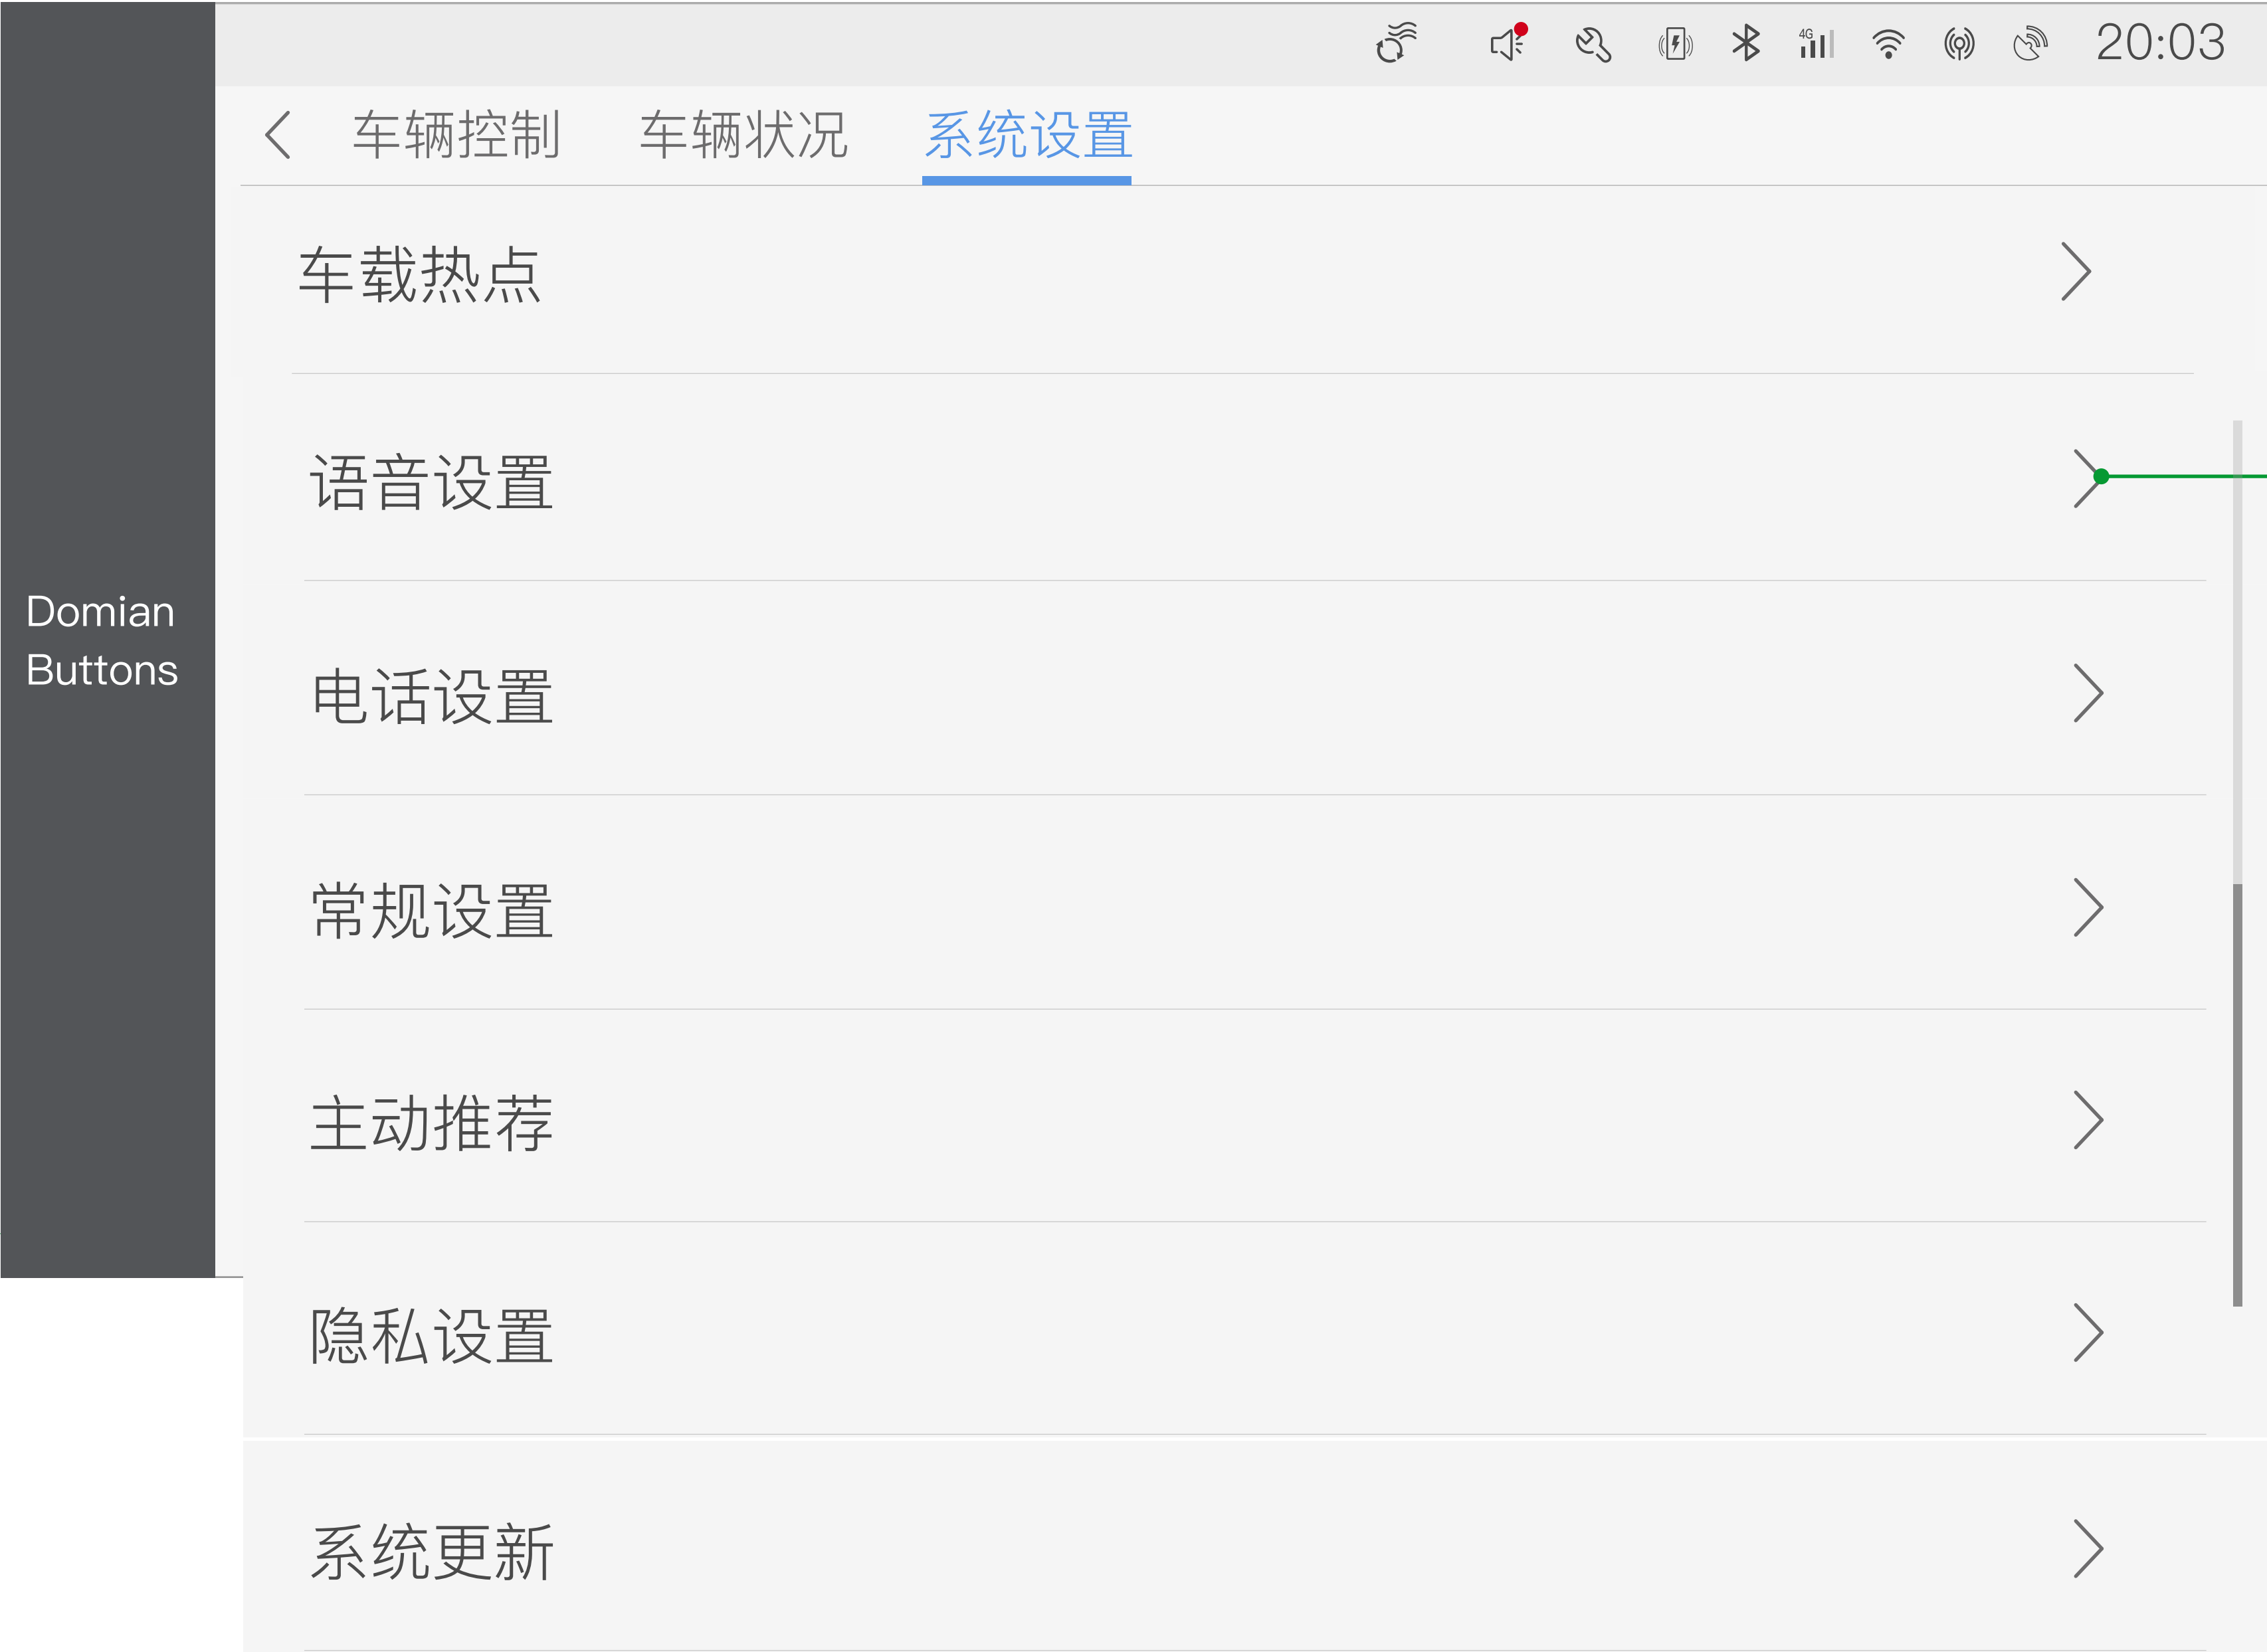 4G
20:03
车辆控制
车辆状况
系统设置
车载热点
语音设置
Domian
Buttons
电话设置
常规设置
主动推荐
隐私设置
系统更新